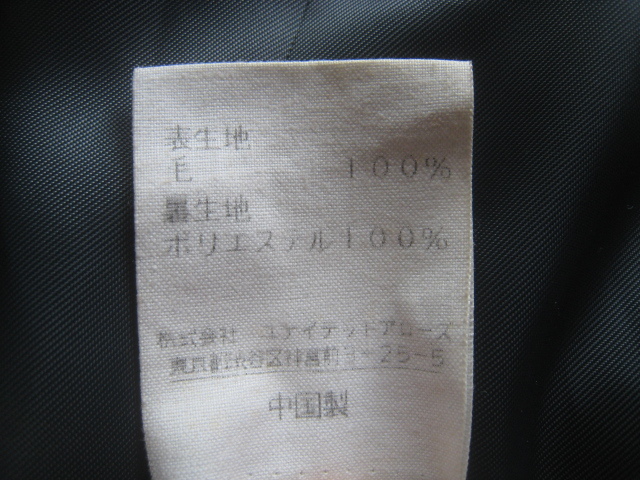 表生地
毛 100%
裏生地
ポリエステル100%
株式会社 ユナイテッドアローズ
東京都渋谷区神宮前3-25-5
中国製